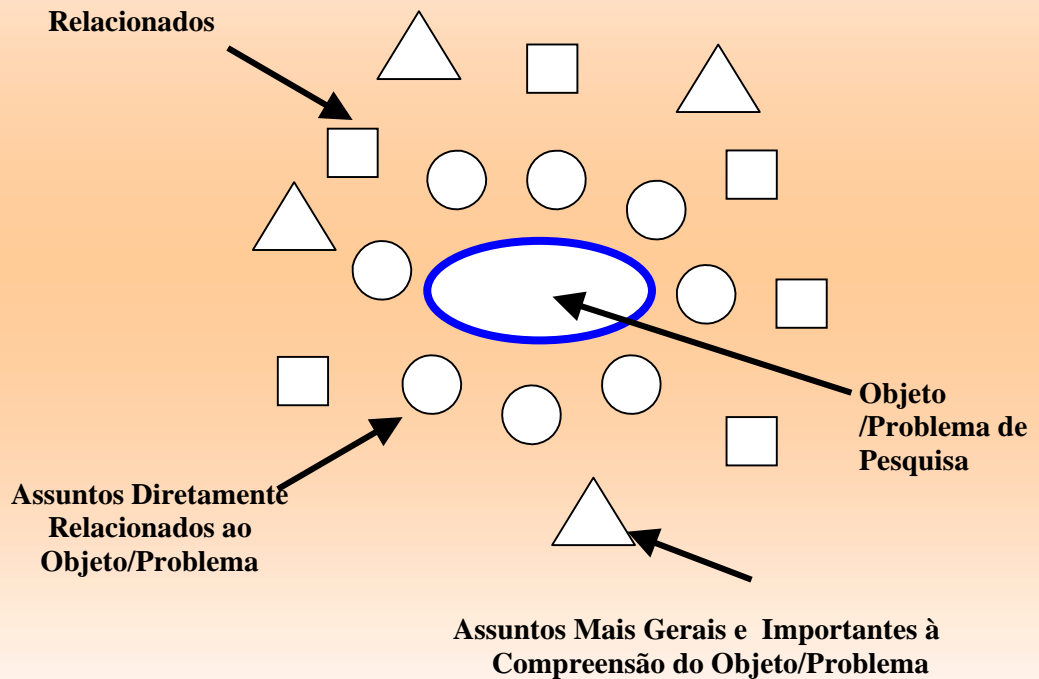 Relacionados
Objeto
/Problema de
Pesquisa
Assuntos Diretamente
Relacionados ao
Objeto/Problema
Assuntos Mais Gerais e Importantes à
Compreensão do Objeto/Problema